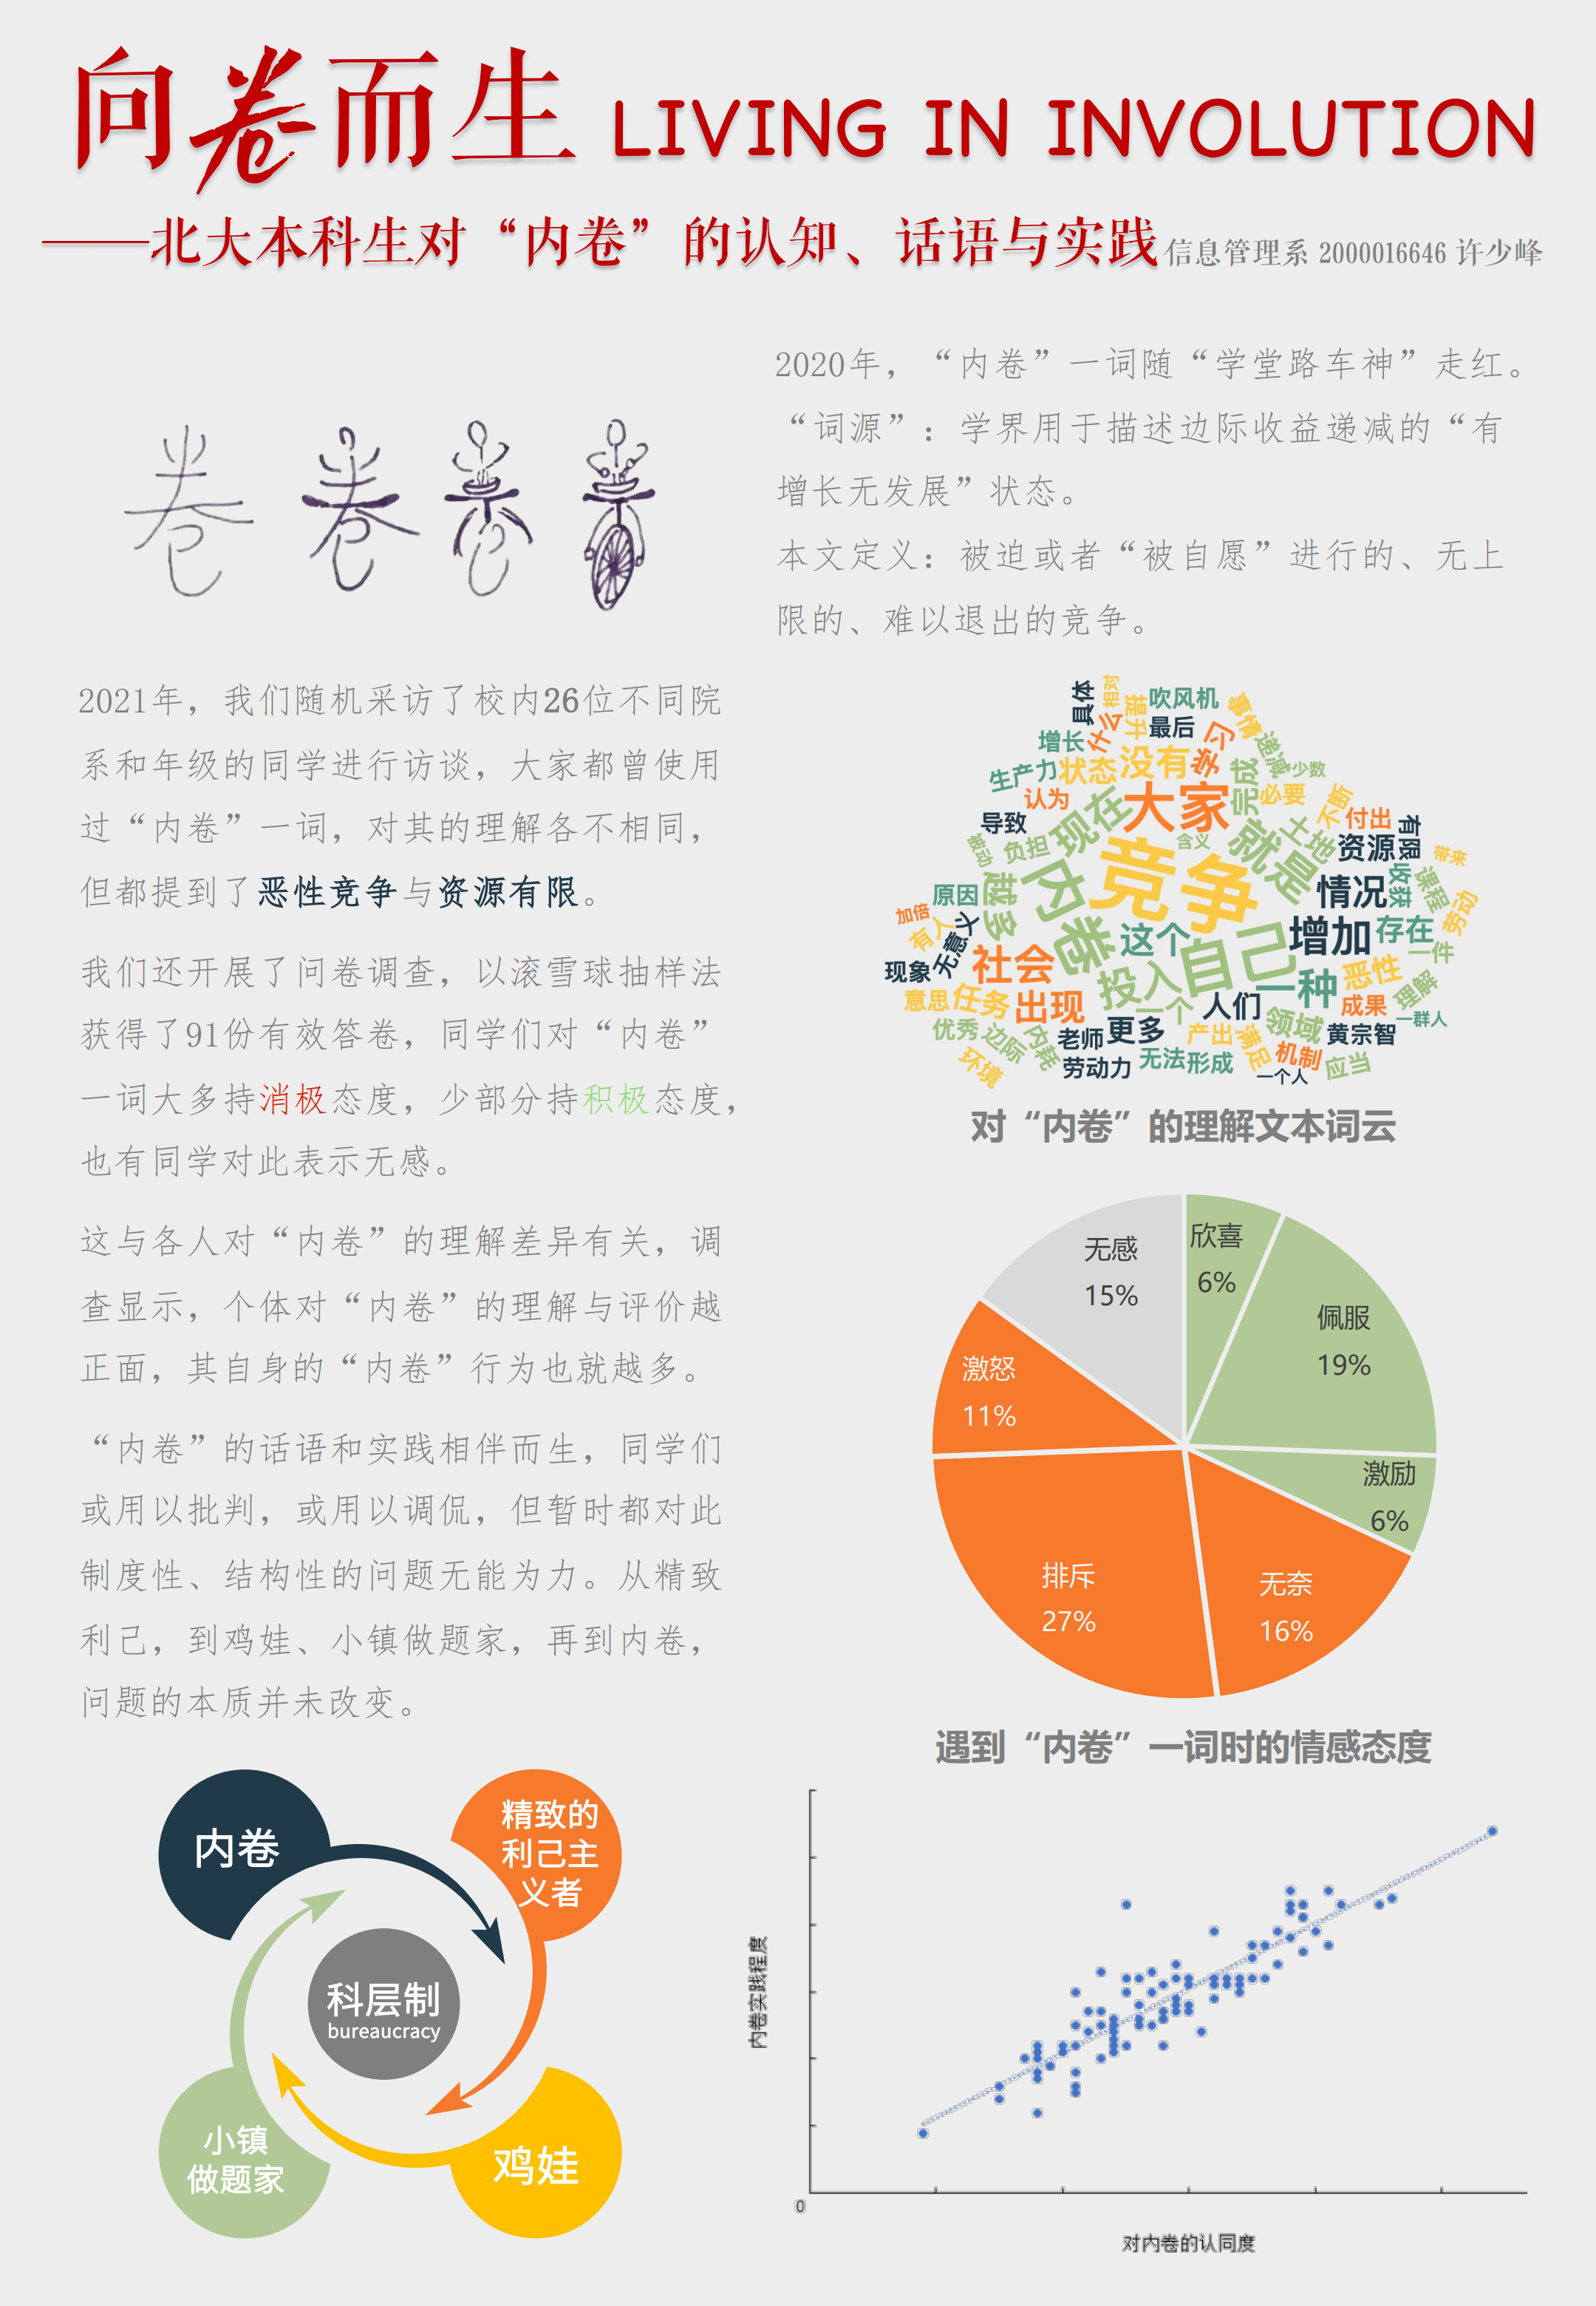 向卷而生 LIVING IN INVOLUTION
——北大本科生对“内卷”的认知、话语与实践 信息管理系 2000016646 许少峰
卷 卷 卷 卷
2020年，“内卷”一词随“学堂路车神”走红。
“词源”：学界用于描述边际收益递减的“有
增长无发展”状态。
本文定义：被迫或者“被自愿”进行的、无上
限的、难以退出的竞争。
2021年，我们随机采访了校内26位不同院
系和年级的同学进行访谈，大家都曾使用
过“内卷”一词，对其的理解各不相同，
但都提到了恶性竞争与资源有限。
我们还开展了问卷调查，以滚雪球抽样法
获得了91份有效答卷，同学们对“内卷”
一词大多持消极态度，少部分持积极态度，
也有同学对此表示无感。
这与各人对“内卷”的理解差异有关，调
查显示，个体对“内卷”的理解与评价越
正面，其自身的“内卷”行为也就越多。
“内卷”的话语和实践相伴而生，同学们
或用以批判，或用以调侃，但暂时都对此
制度性、结构性的问题无能为力。从精致
利己，到鸡娃、小镇做题家，再到内卷，
问题的本质并未改变。
内卷
精致的
利己主
义者
科层制
bureaucracy
小镇
做题家
鸡娃
具体
相对
提升
吹风机
事情
增长
什么
最后
学习
递减
生产力
状态
没有
完成
少数
认为
大家
必要
不断
付出
导致
现在
含义
就是
土地
资源
有限
带来
被动
负担
竞争
情况
收获
课程
原因
越多
内卷
劳动
加倍
有人
无意义
这个
自己
增加
存在
一件
现象
社会
投入
一种
恶性
理解
意思
任务
出现
一个
人们
成果
一群人
优秀
边际
内耗
老师
更多
产出
满足
领域
黄宗智
环境
劳动力
无法
形成
机制
一个人
应当
对“内卷”的理解文本词云
无感
15%
欣喜
6%
佩服
19%
激怒
11%
激励
6%
排斥
27%
无奈
16%
遇到“内卷”一词时的情感态度
内卷实践程度
0
对内卷的认同度